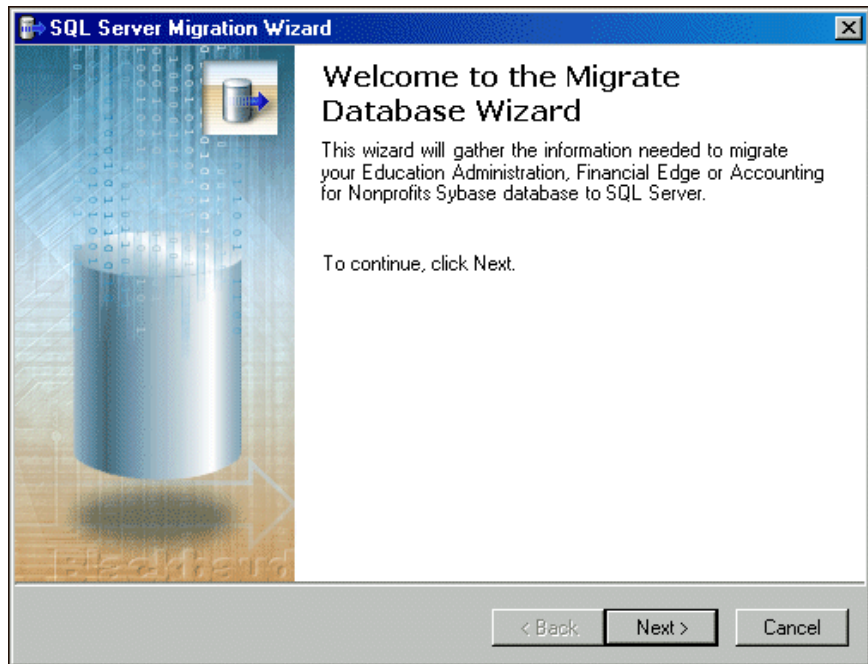 SQL Server Migration Wizard
Welcome to the Migrate
Database Wizard
This wizard will gather the information needed to migrate
your Education Administration, Financial Edge or Accounting
for Nonprofits Sybase database to SQL Server.
To continue, click Next.
Blackbaud
< Back
Next >
Cancel